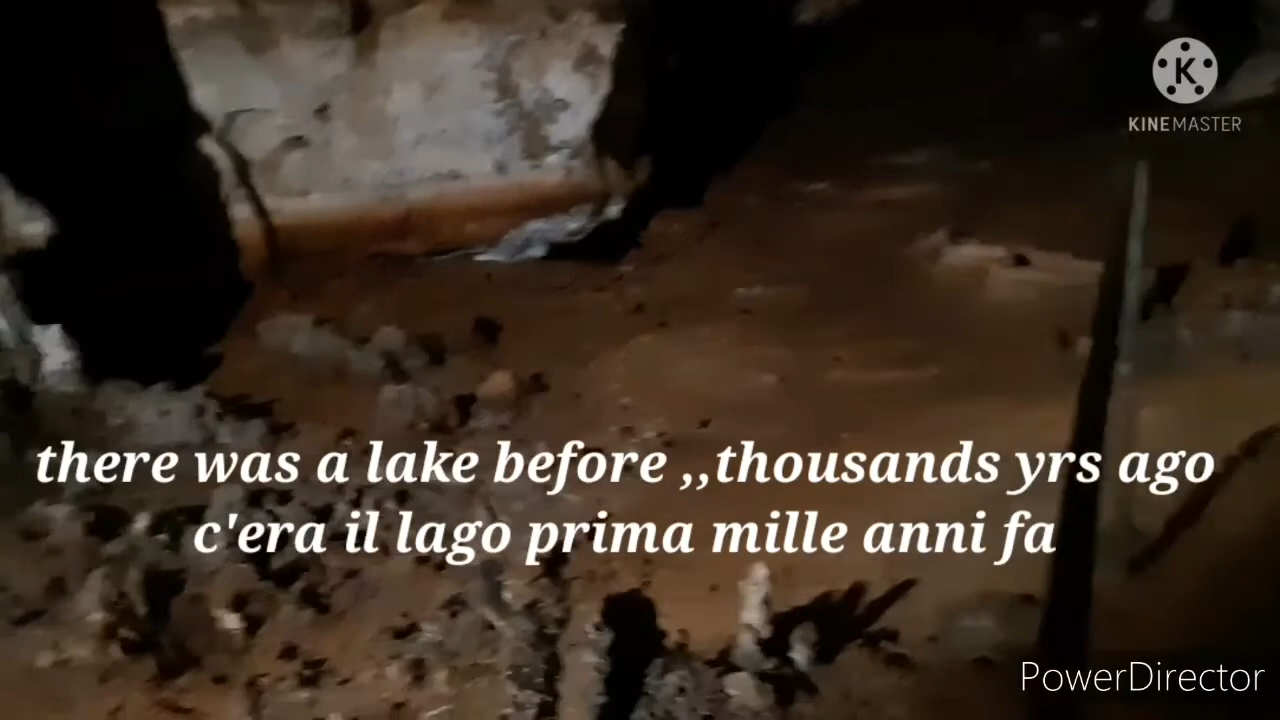 K
KINEMASTER
there was a lake before ,,thousands yrs ago
c'era il lago prima mille anni fa
PowerDirector